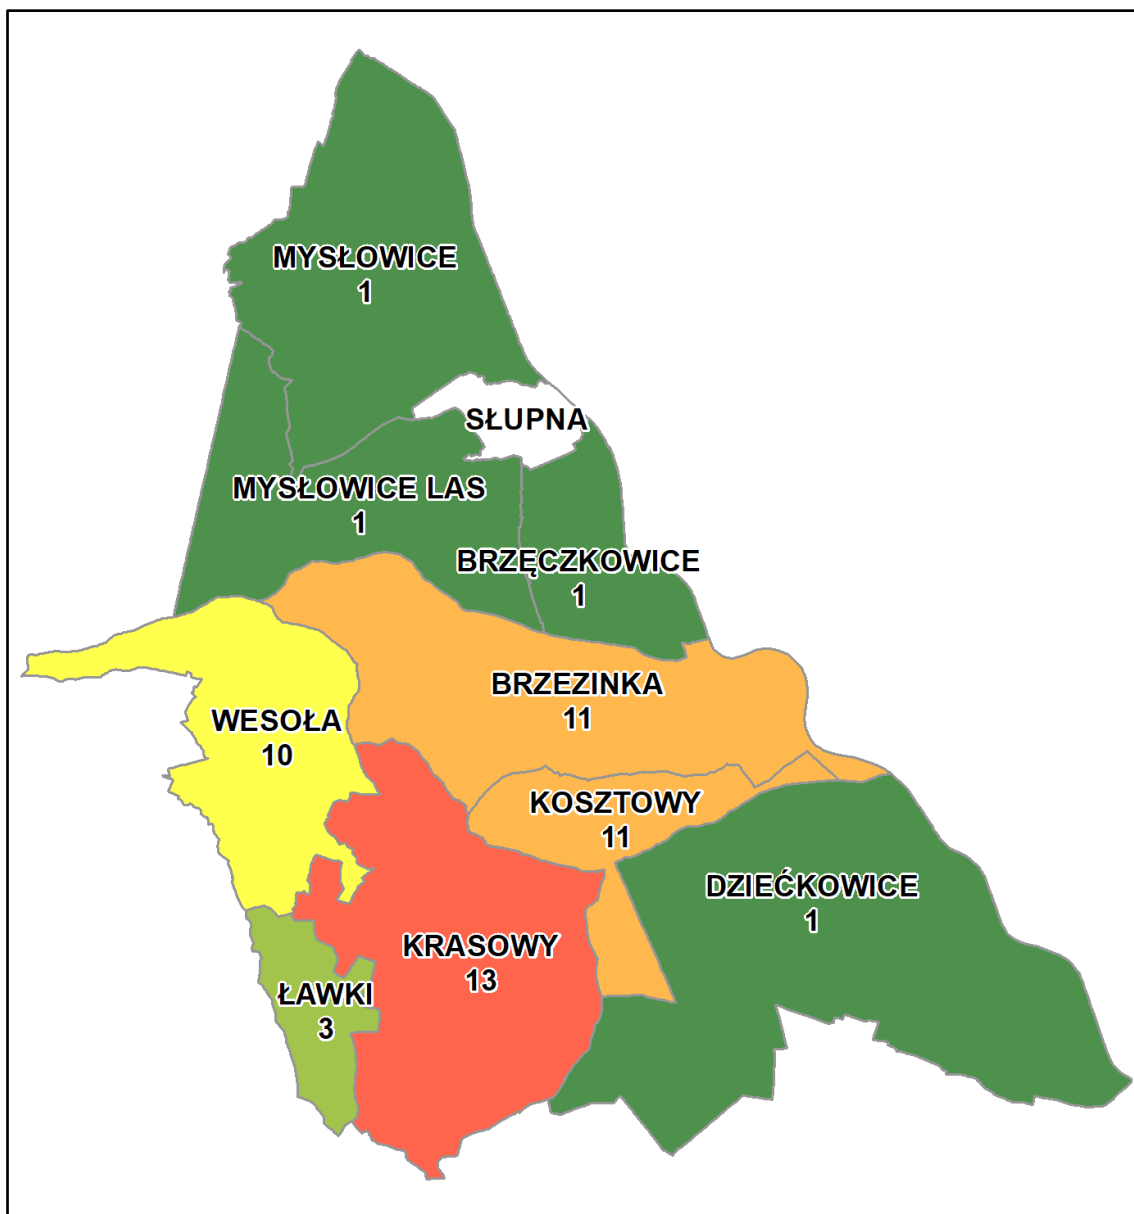 MYSŁOWICE
1
SŁUPNA
MYSŁOWICE LAS
1
BRZĘCZKOWICE
1
BRZEZINKA
11
WESOŁA
10
KOSZTOWY
11
DZIEĆKOWICE
1
KRASOWY
13
ŁAWKI
3